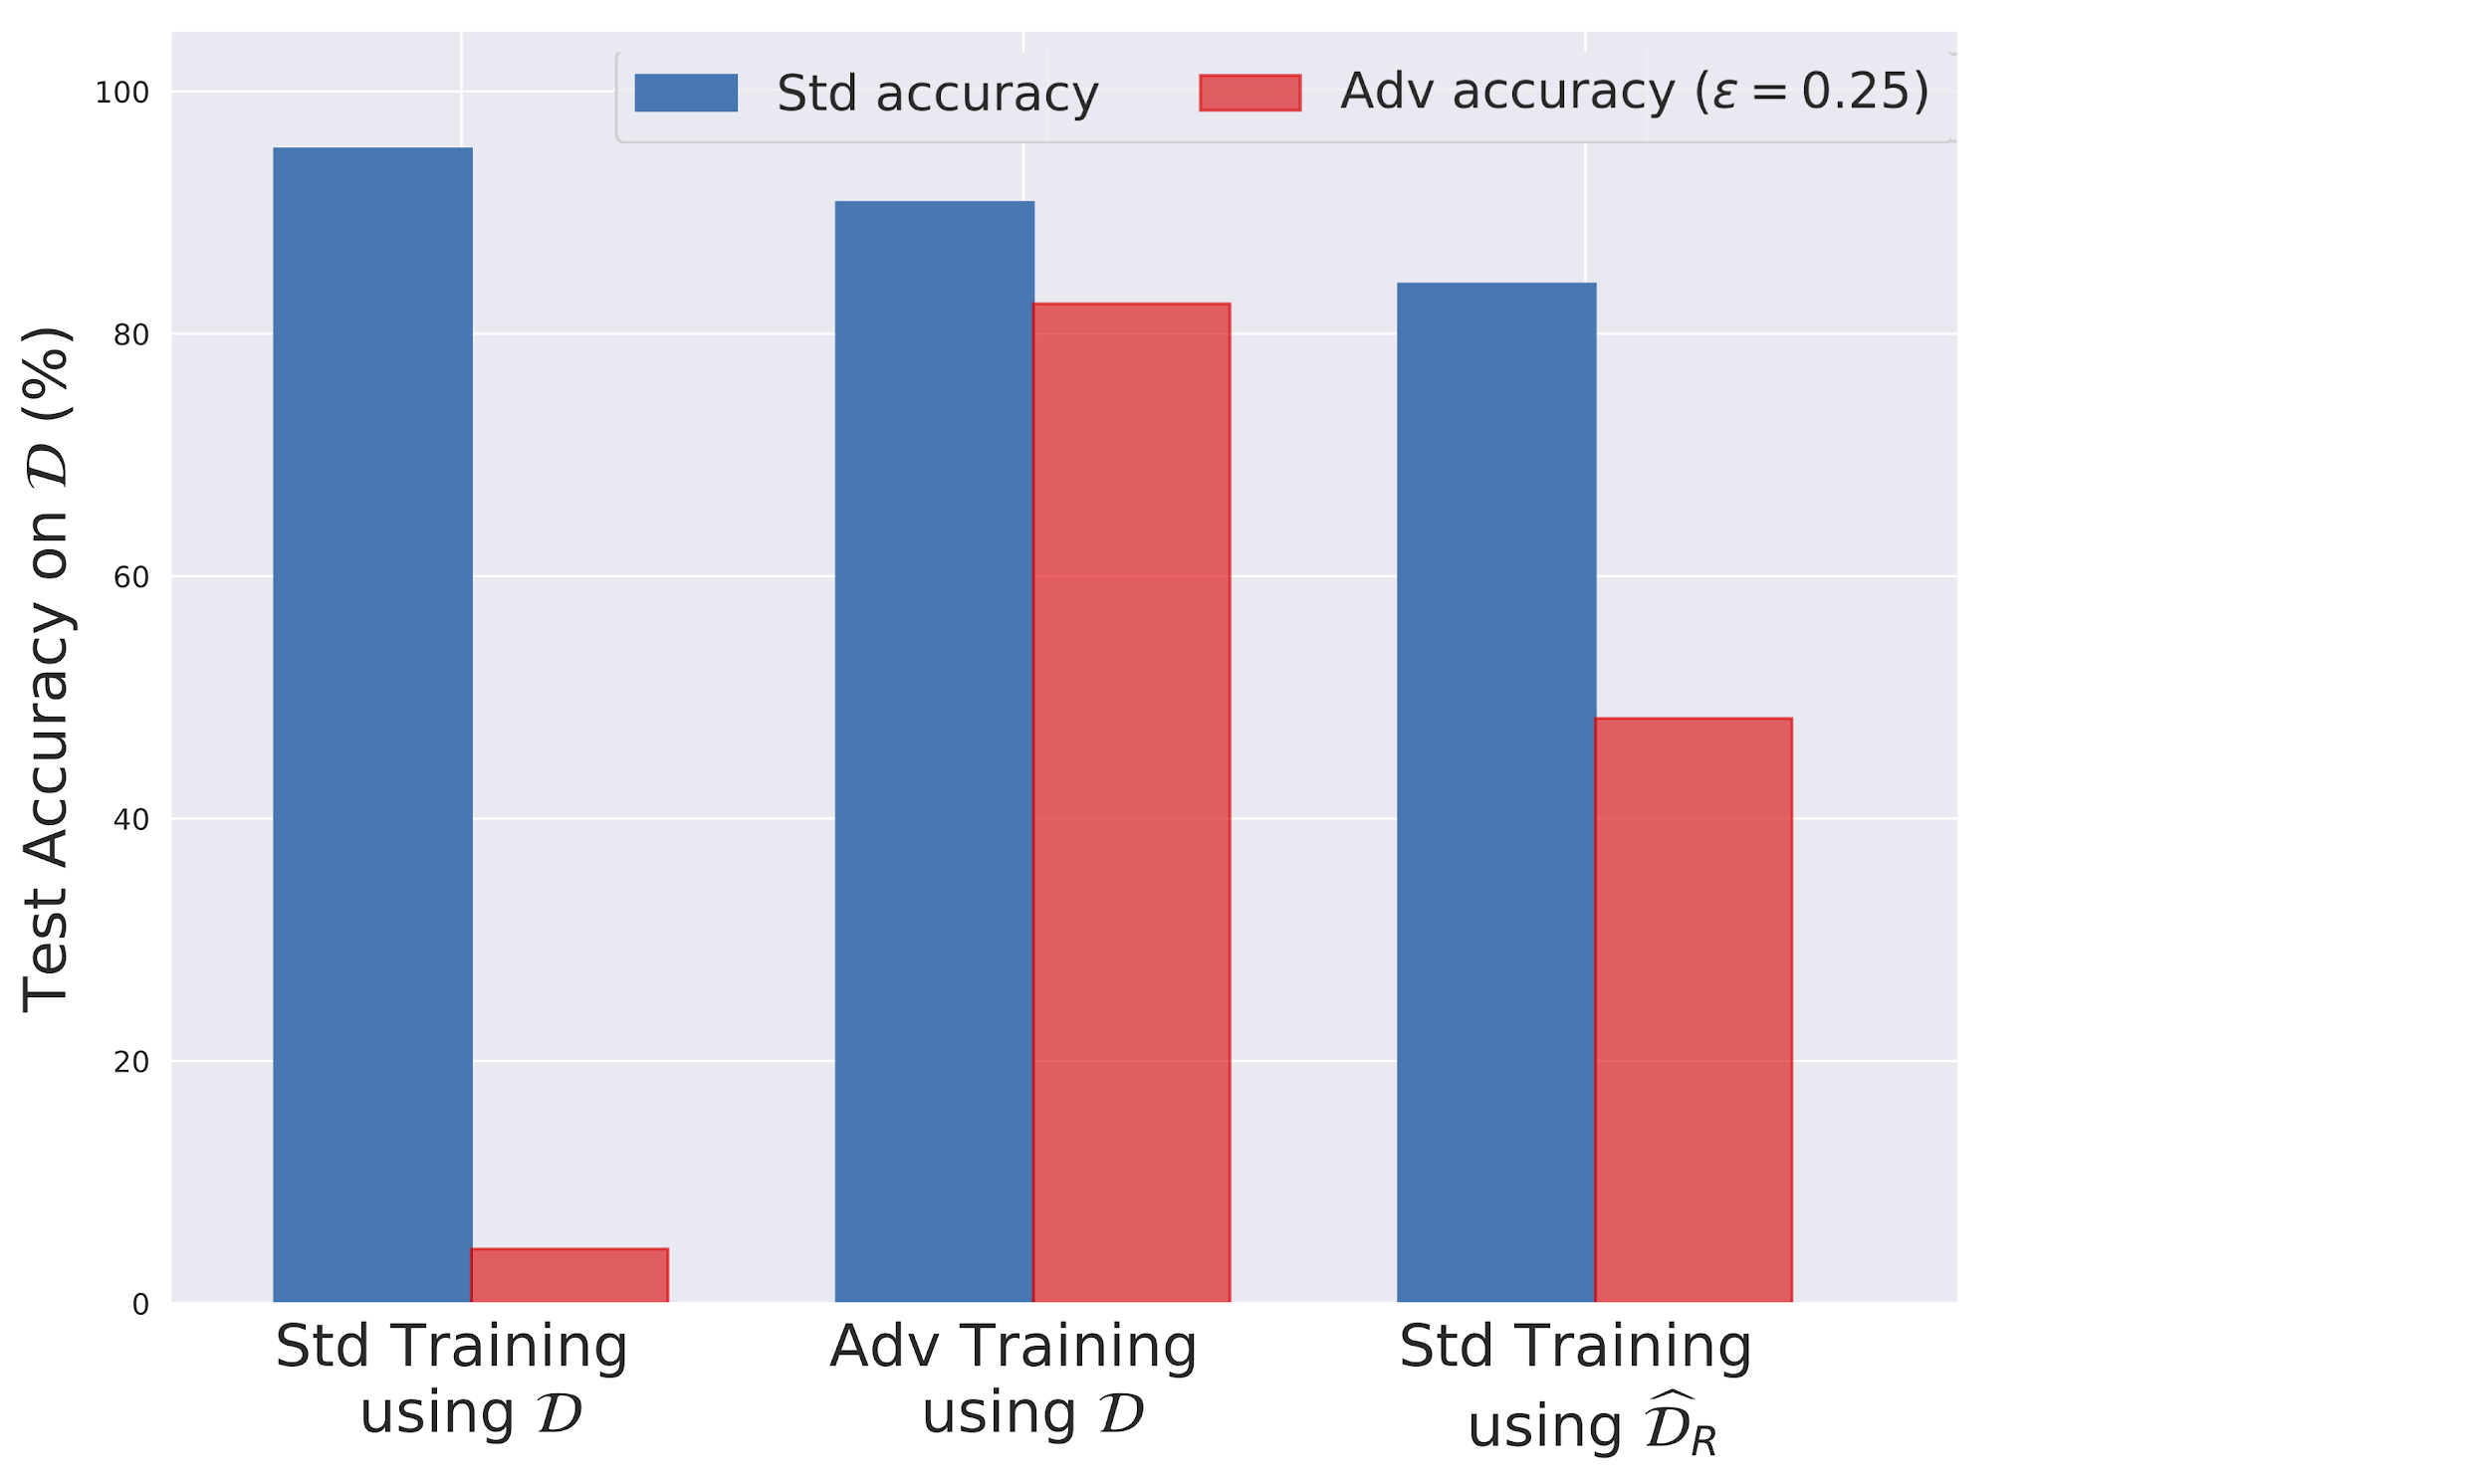 Std accuracy
Adv accuracy (ε = 0.25)
Test Accuracy on 𝒟 (%)
100
80
60
40
20
0
Std Training
using 𝒟
Adv Training
using 𝒟
Std Training
using 𝒟̂_R